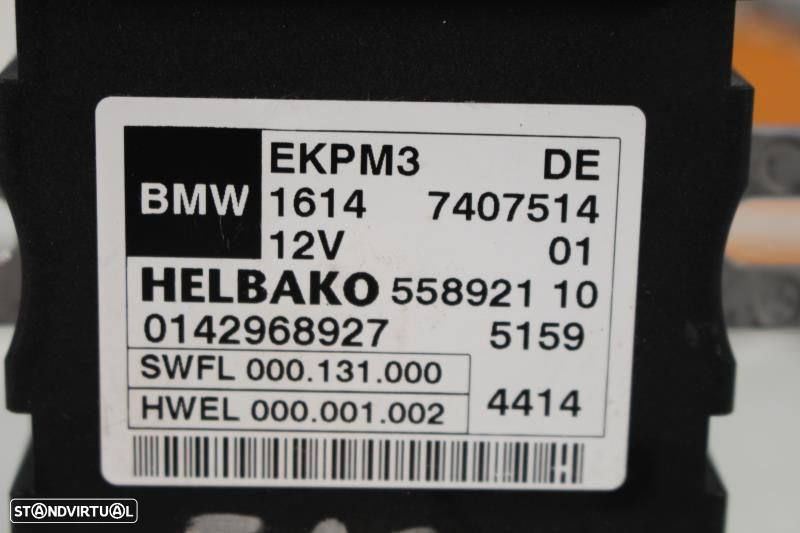 EKPM3 DE
BMW 1614 7407514
12V 01
HELBAKO 558921 10
0142968927 5159
SWFL 000.131.000
HWEL 000.001.002 4414
STANDVIRTUAL